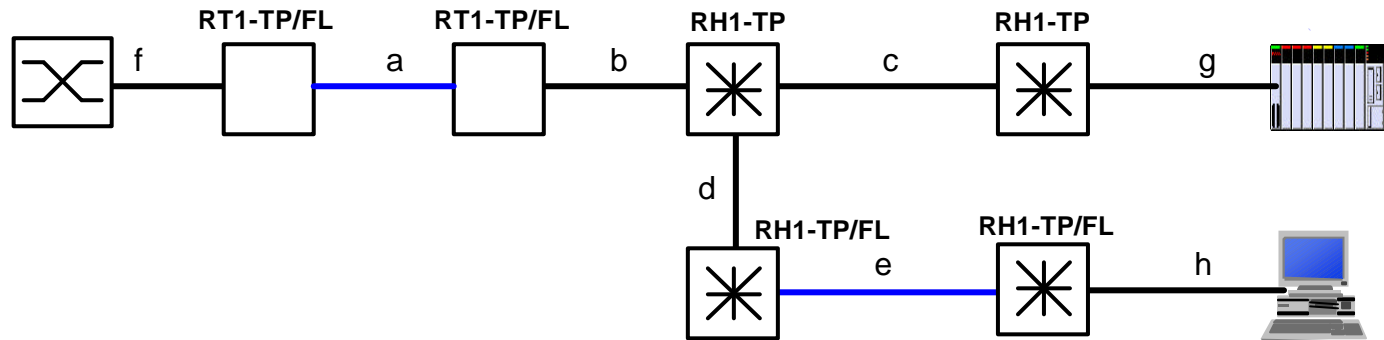 RT1-TP/FL
RT1-TP/FL
RH1-TP
RH1-TP
f
a
b
c
g
d
RH1-TP/FL
RH1-TP/FL
e
h